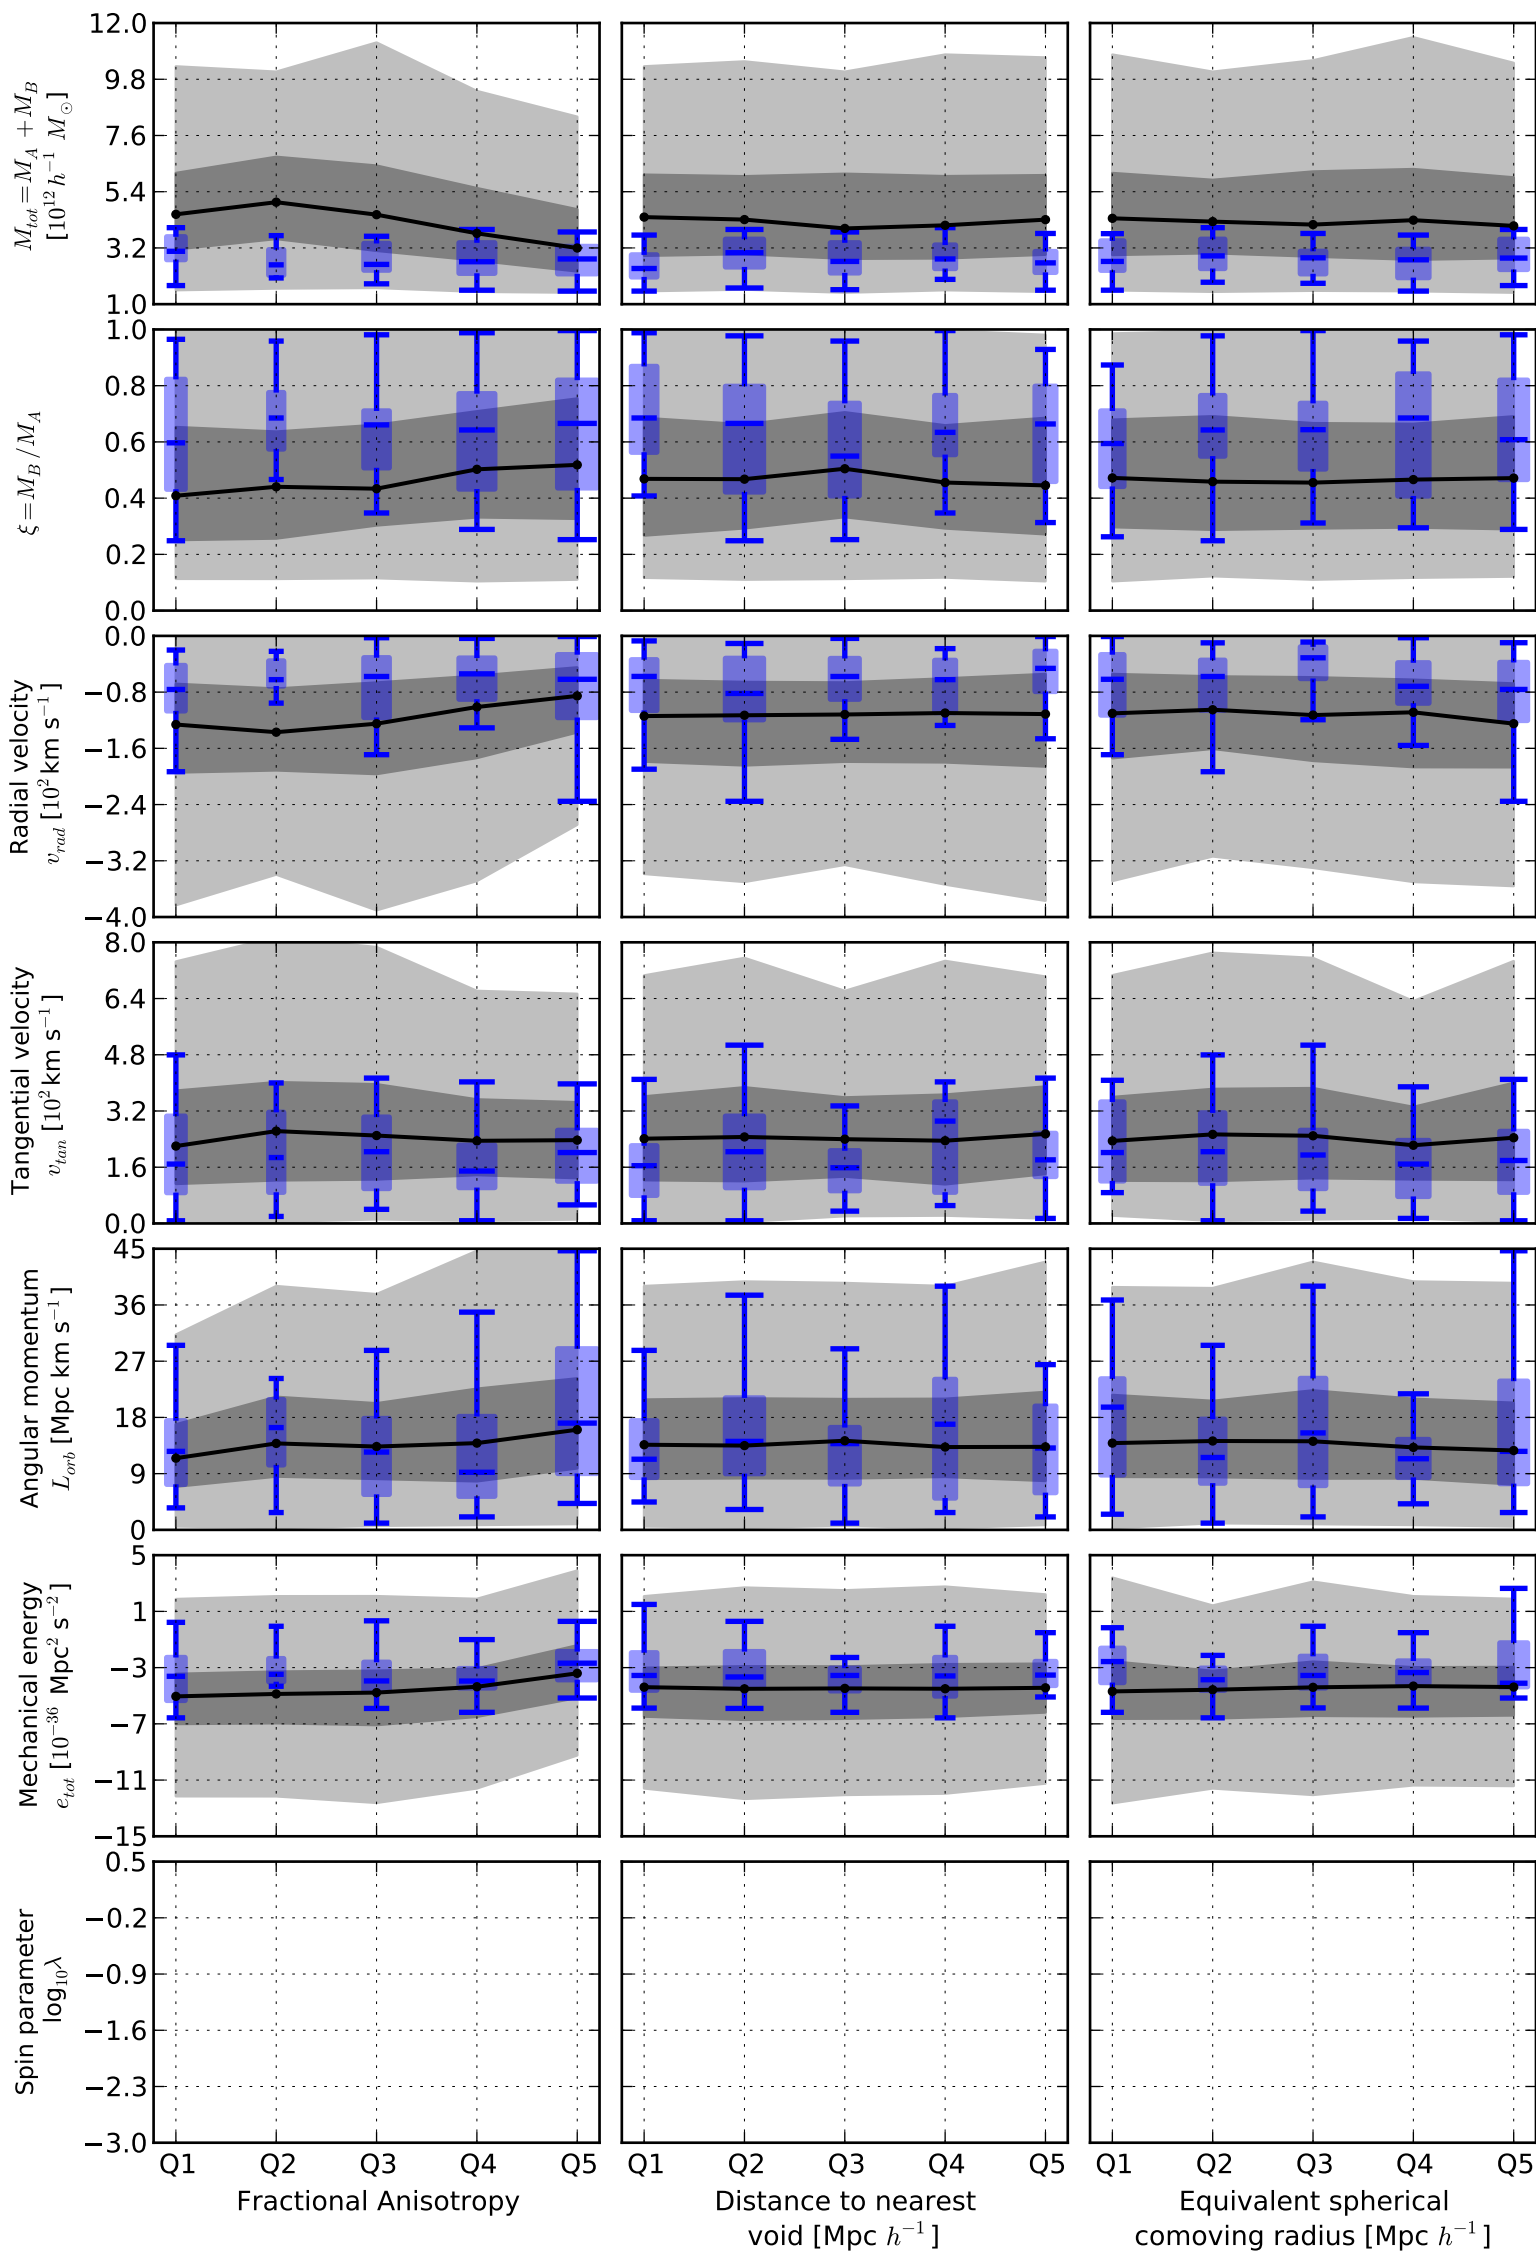 12.0
9.8
7.6
5.4
3.2
1.0
M_tot = M_A + M_B
[10^12 h^−1 M_⊙]
1.0
0.8
0.6
0.4
0.2
0.0
ξ = M_B / M_A
0.0
−0.8
−1.6
−2.4
−3.2
−4.0
Radial velocity
v_rad [10^2 km s^−1]
8.0
6.4
4.8
3.2
1.6
0.0
Tangential velocity
v_tan [10^2 km s^−1]
45
36
27
18
9
0
Angular momentum
L_orb [Mpc km s^−1]
5
1
−3
−7
−11
−15
Mechanical energy
e_tot [10^−36 Mpc^2 s^−2]
0.5
−0.2
−0.9
−1.6
−2.3
−3.0
Spin parameter
log_10 λ
Q1 Q2 Q3 Q4 Q5 Q1 Q2 Q3 Q4 Q5 Q1 Q2 Q3 Q4 Q5
Fractional Anisotropy
Distance to nearest
void [Mpc h^−1]
Equivalent spherical
comoving radius [Mpc h^−1]